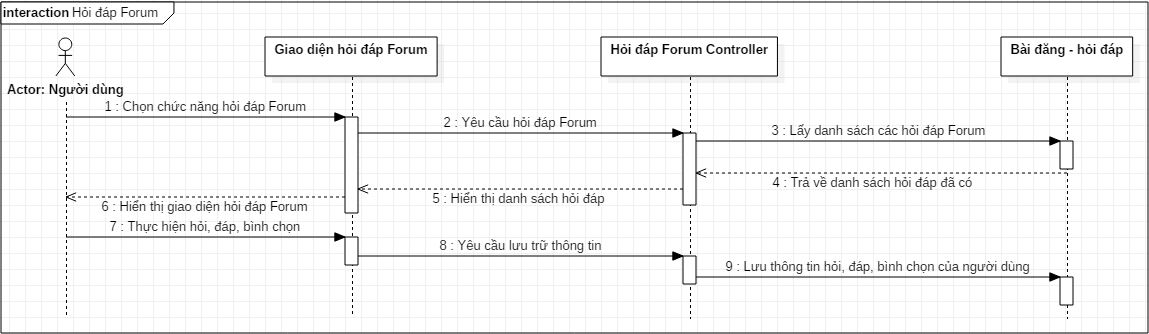 interaction Hỏi đáp Forum
Giao diện hỏi đáp Forum
Hỏi đáp Forum Controller
Bài đăng - hỏi đáp
Actor: Người dùng
1 : Chọn chức năng hỏi đáp Forum
2 : Yêu cầu hỏi đáp Forum
3 : Lấy danh sách các hỏi đáp Forum
4 : Trả về danh sách hỏi đáp đã có
5 : Hiển thị danh sách hỏi đáp
6 : Hiển thị giao diện hỏi đáp Forum
7 : Thực hiện hỏi, đáp, bình chọn
8 : Yêu cầu lưu trữ thông tin
9 : Lưu thông tin hỏi, đáp, bình chọn của người dùng